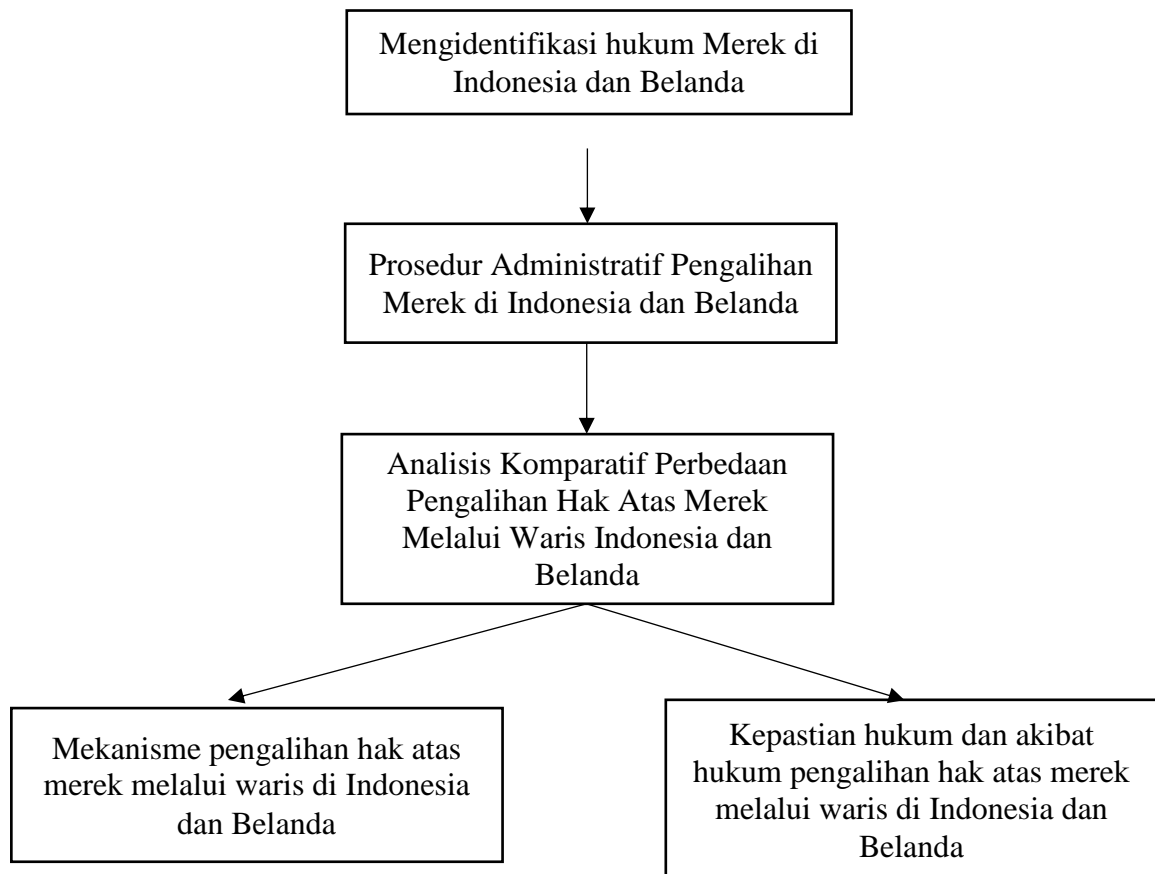 Mengidentifikasi hukum Merek di
Indonesia dan Belanda
Prosedur Administratif Pengalihan
Merek di Indonesia dan Belanda
Analisis Komparatif Perbedaan
Pengalihan Hak Atas Merek
Melalui Waris Indonesia dan
Belanda
Mekanisme pengalihan hak atas
merek melalui waris di Indonesia
dan Belanda
Kepastian hukum dan akibat
hukum pengalihan hak atas merek
melalui waris di Indonesia dan
Belanda